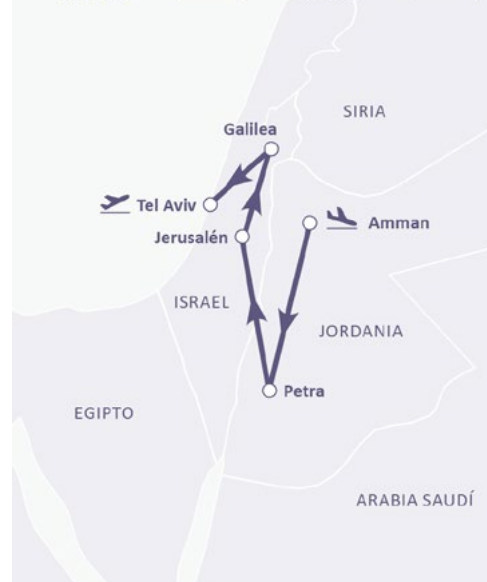 SIRIA
Galilea
Tel Aviv
Amman
Jerusalén
ISRAEL
JORDANIA
Petra
EGIPTO
ARABIA SAUDÍ